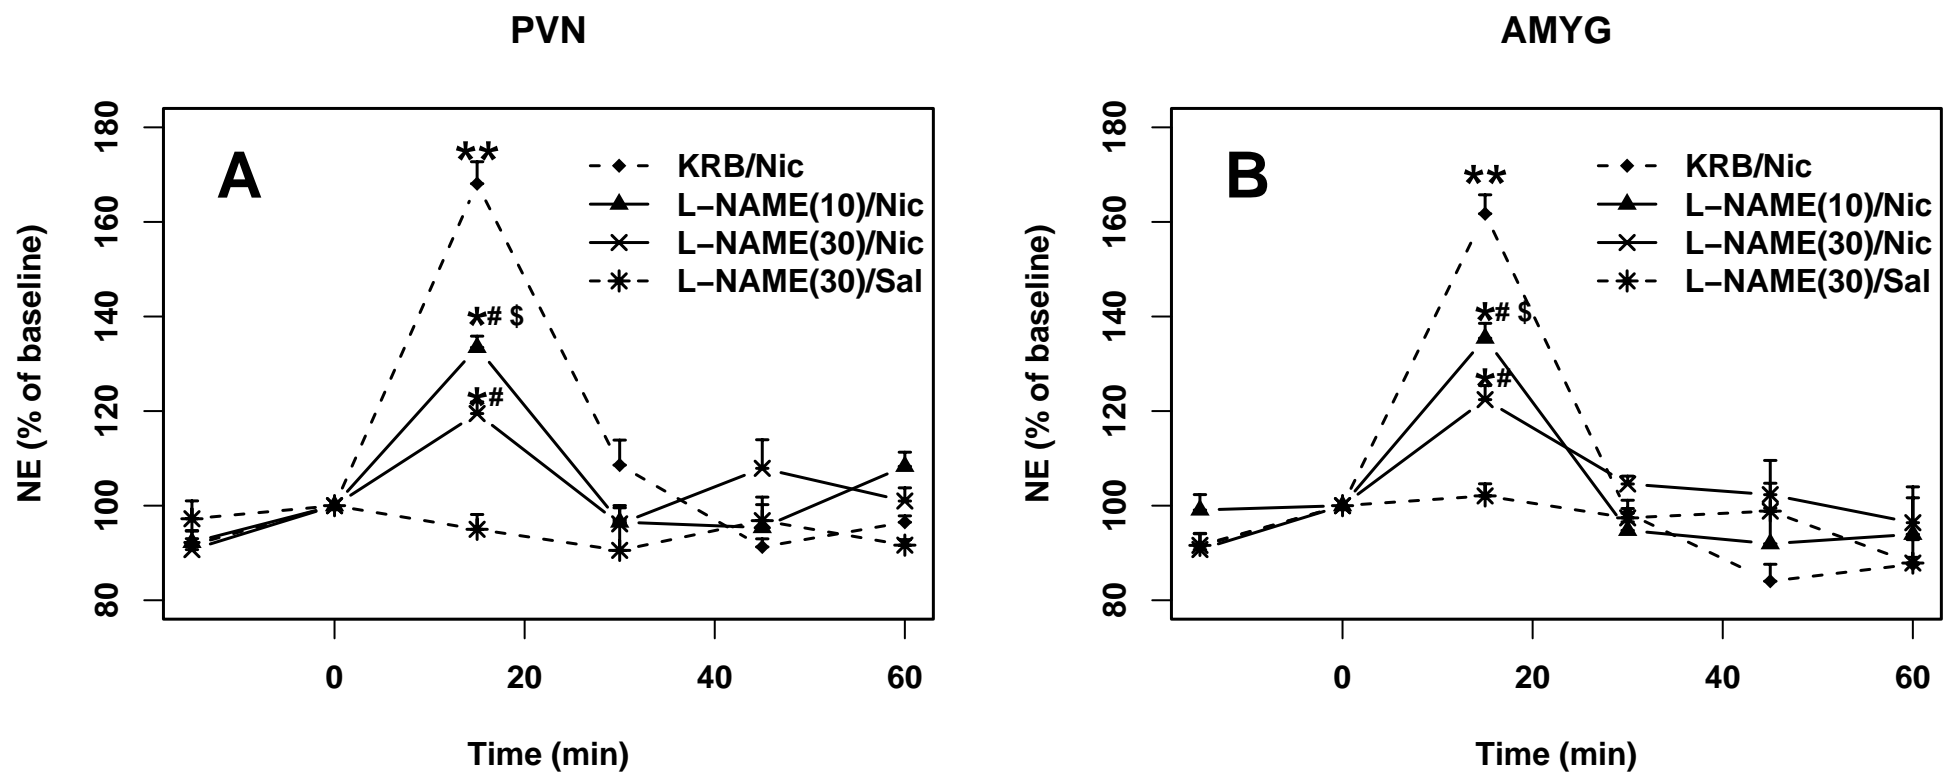 PVN
A
KRB/Nic
L−NAME(10)/Nic
L−NAME(30)/Nic
L−NAME(30)/Sal
**
*# $
*#
NE (% of baseline)
180
160
140
120
100
80
0 20 40 60
Time (min)
AMYG
B
KRB/Nic
L−NAME(10)/Nic
L−NAME(30)/Nic
L−NAME(30)/Sal
**
*# $
*#
NE (% of baseline)
180
160
140
120
100
80
0 20 40 60
Time (min)